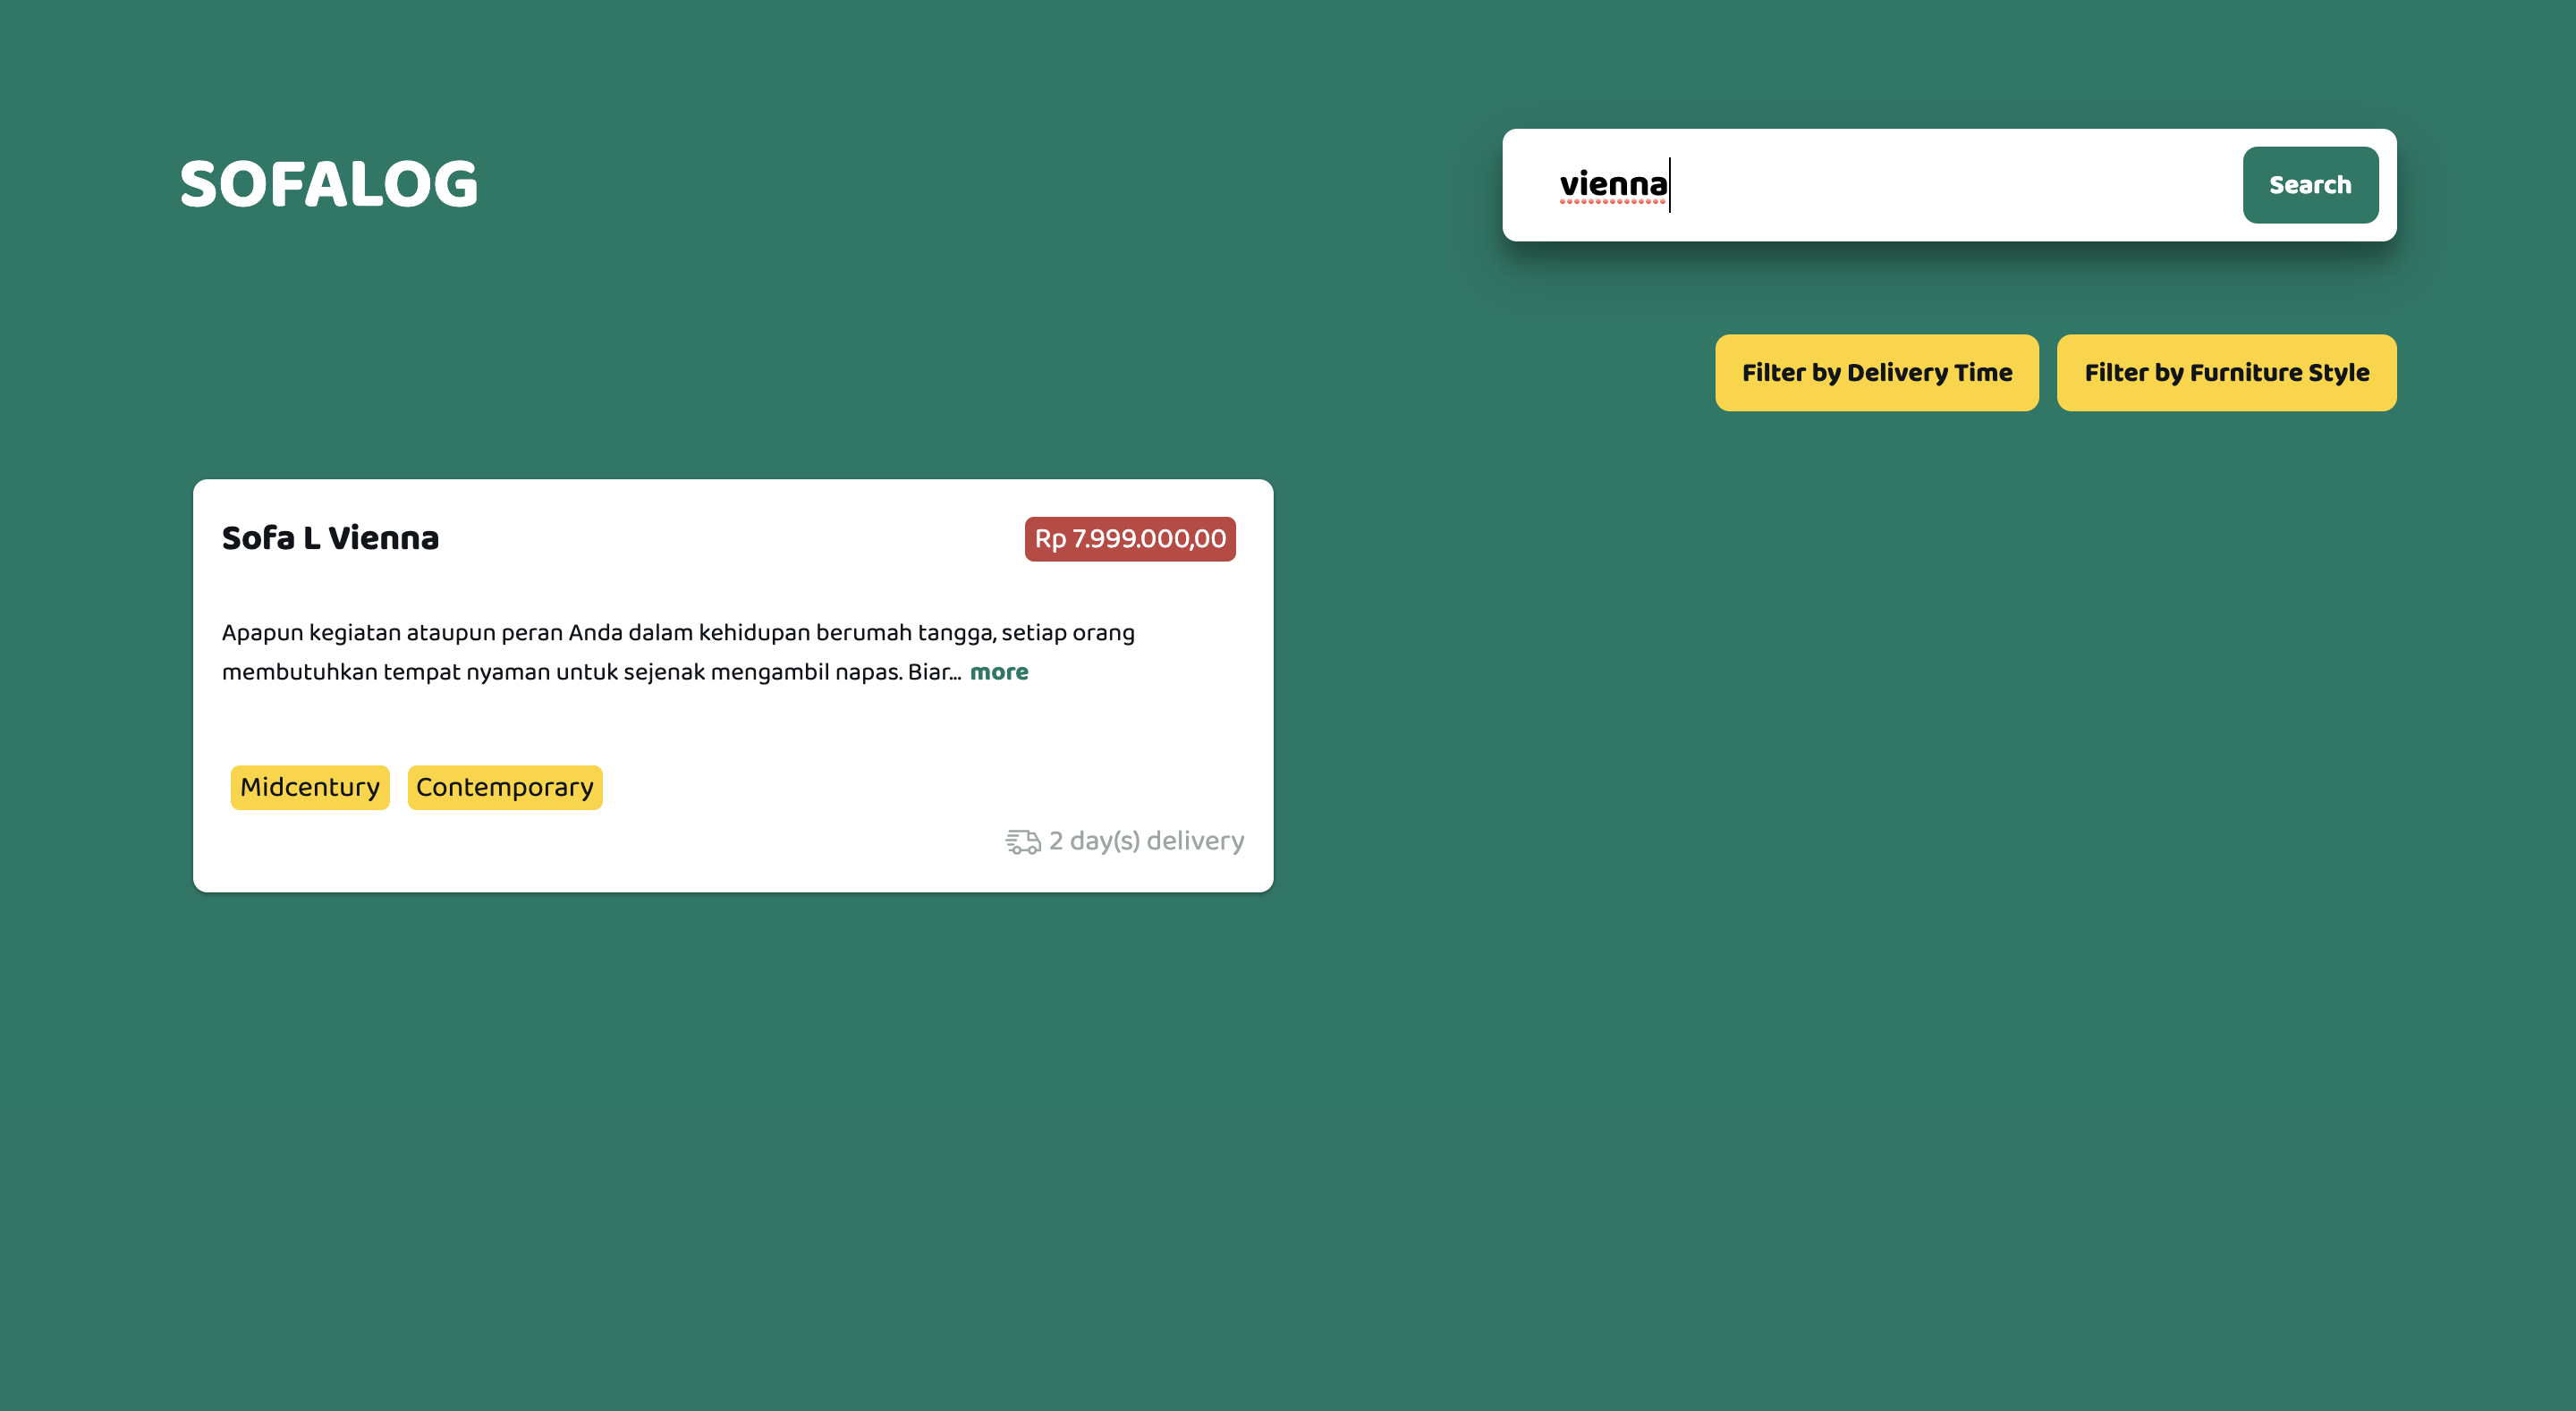 SOFALOG
vienna
Search
Filter by Delivery Time
Filter by Furniture Style
Sofa L Vienna
Rp 7.999.000,00
Apapun kegiatan ataupun peran Anda dalam kehidupan berumah tangga, setiap orang
membutuhkan tempat nyaman untuk sejenak mengambil napas. Biar... more
Midcentury
Contemporary
2 day(s) delivery